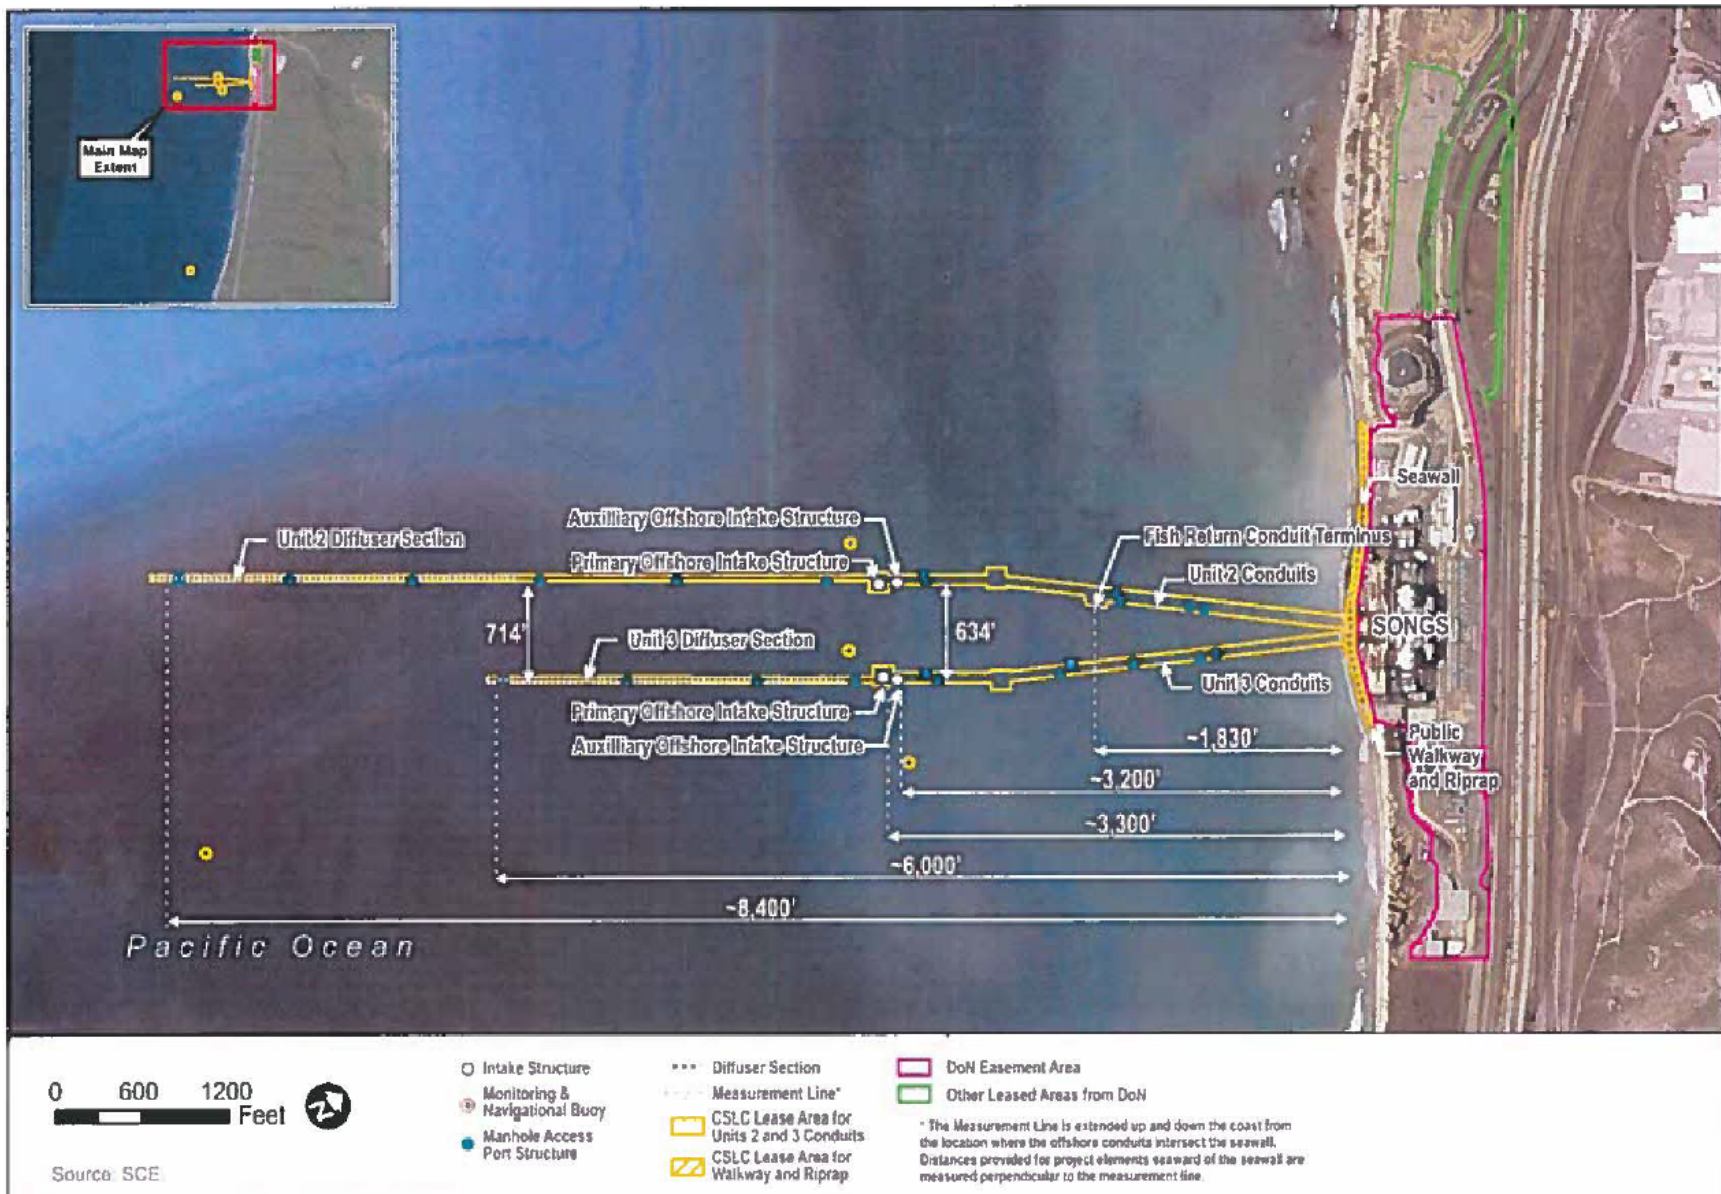 Main Map
Extent
Seawall
Auxilliary Offshore Intake Structure
Unit 2 Diffuser Section
Fish Return Conduit Terminus
Primary Offshore Intake Structure
Unit 2 Conduits
714'
Unit 3 Diffuser Section
634'
SONGS
Unit 3 Conduits
Primary Offshore Intake Structure
Auxilliary Offshore Intake Structure
~1,830'
Public
Walkway
and Riprap
~3,200'
~3,300'
~6,000'
~8,400'
Pacific Ocean
0 600 1200
Feet
N
Source: SCE
Intake Structure
Monitoring &
Navigational Buoy
Manhole Access
Port Structure
Diffuser Section
Measurement Line*
CSLC Lease Area for
Units 2 and 3 Conduits
CSLC Lease Area for
Walkway and Riprap
DoN Easement Area
Other Leased Areas from DoN
* The Measurement Line is extended up and down the coast from
the location where the offshore conduits intersect the seawall.
Distances provided for project elements seaward of the seawall are
measured perpendicular to the measurement line.